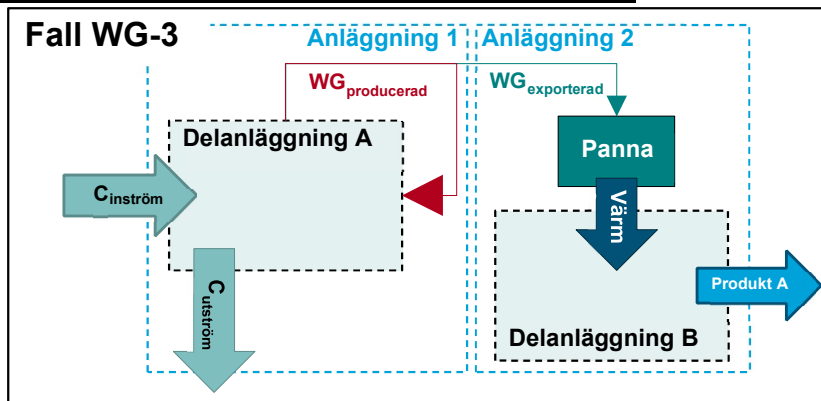 Fall WG-3
Anläggning 1
Anläggning 2
WGproducerad
WGexporterad
Delanläggning A
Panna
Cinström
Värm
Cutström
Produkt A
Delanläggning B